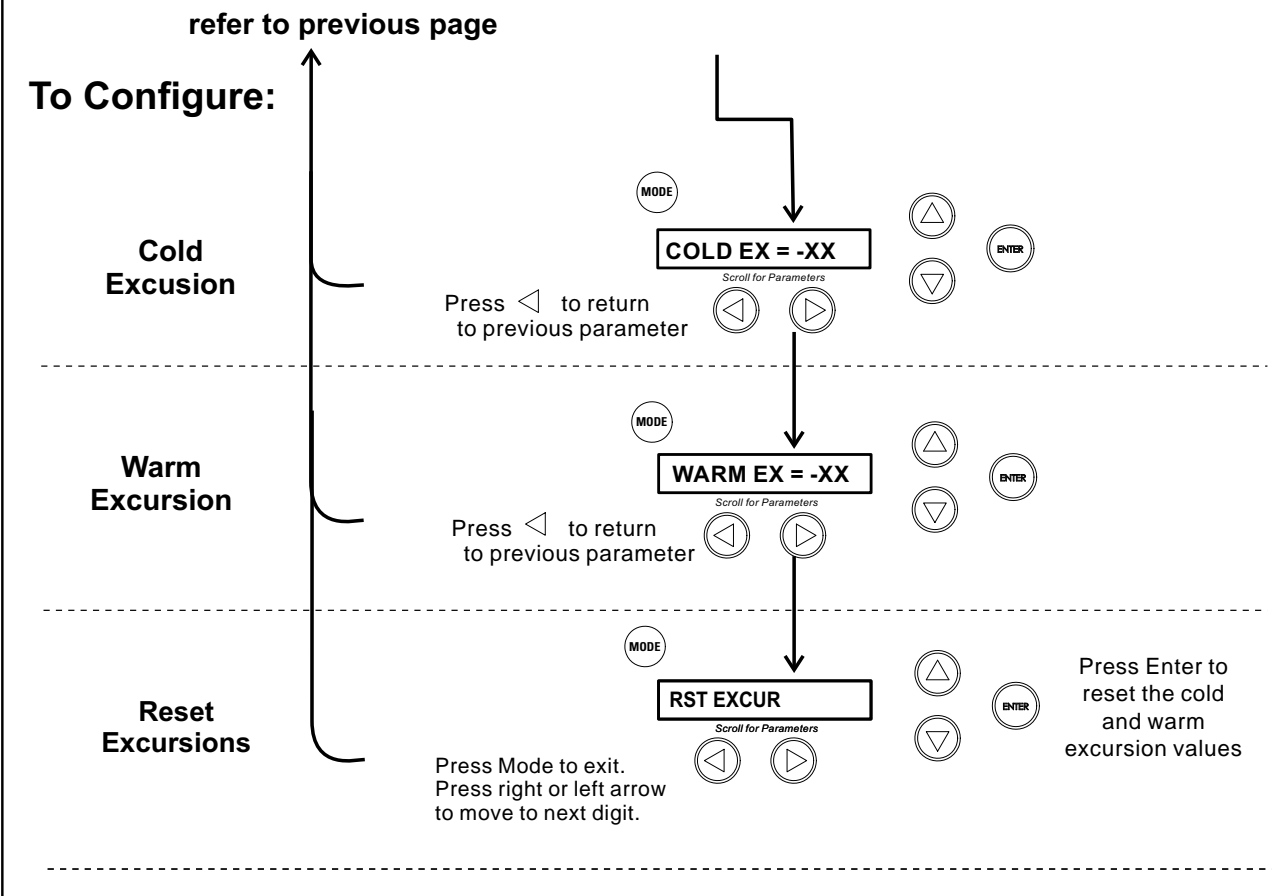 refer to previous page
To Configure:
MODE
Cold
Excusion
COLD EX = -XX
ENTER
Scroll for Parameters
Press ◁ to return
to previous parameter
MODE
Warm
Excursion
WARM EX = -XX
ENTER
Scroll for Parameters
Press ◁ to return
to previous parameter
MODE
Reset
Excursions
RST EXCUR
ENTER
Press Enter to
reset the cold
and warm
excursion values
Scroll for Parameters
Press Mode to exit.
Press right or left arrow
to move to next digit.